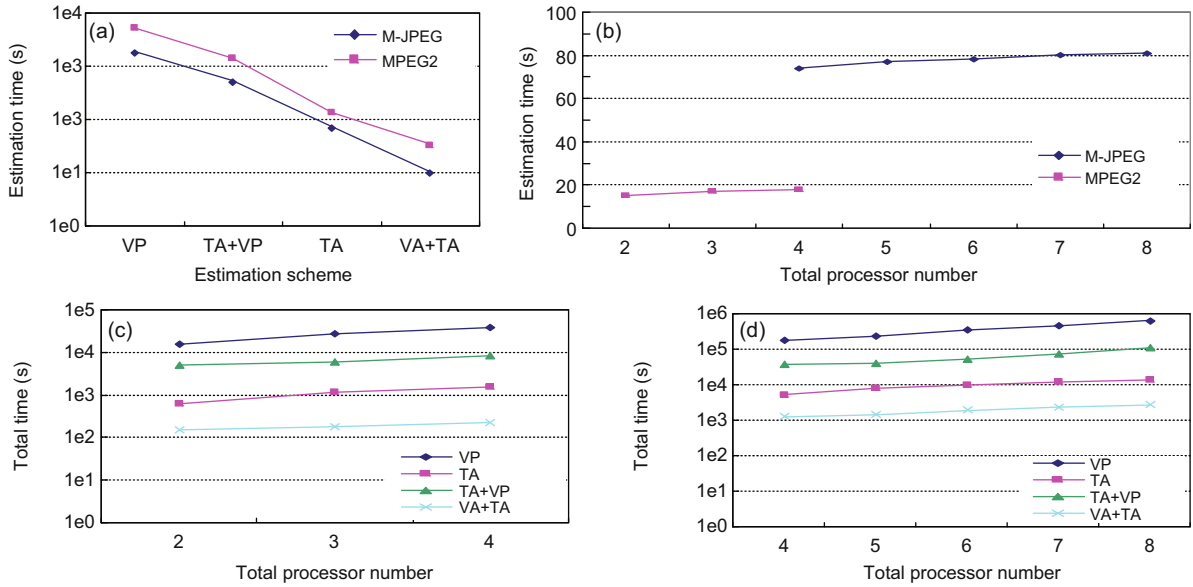 (a)
Estimation time (s)
1e4
1e3
1e3
1e1
1e0
M-JPEG
MPEG2
VP
TA+VP
TA
VA+TA
Estimation scheme
(b)
Estimation time (s)
100
80
60
40
20
0
M-JPEG
MPEG2
2
3
4
5
6
7
8
Total processor number
(c)
Total time (s)
1e5
1e4
1e3
1e2
1e1
1e0
VP
TA
TA+VP
VA+TA
2
3
4
Total processor number
(d)
Total time (s)
1e6
1e5
1e4
1e3
1e2
1e1
1e0
VP
TA
TA+VP
VA+TA
4
5
6
7
8
Total processor number